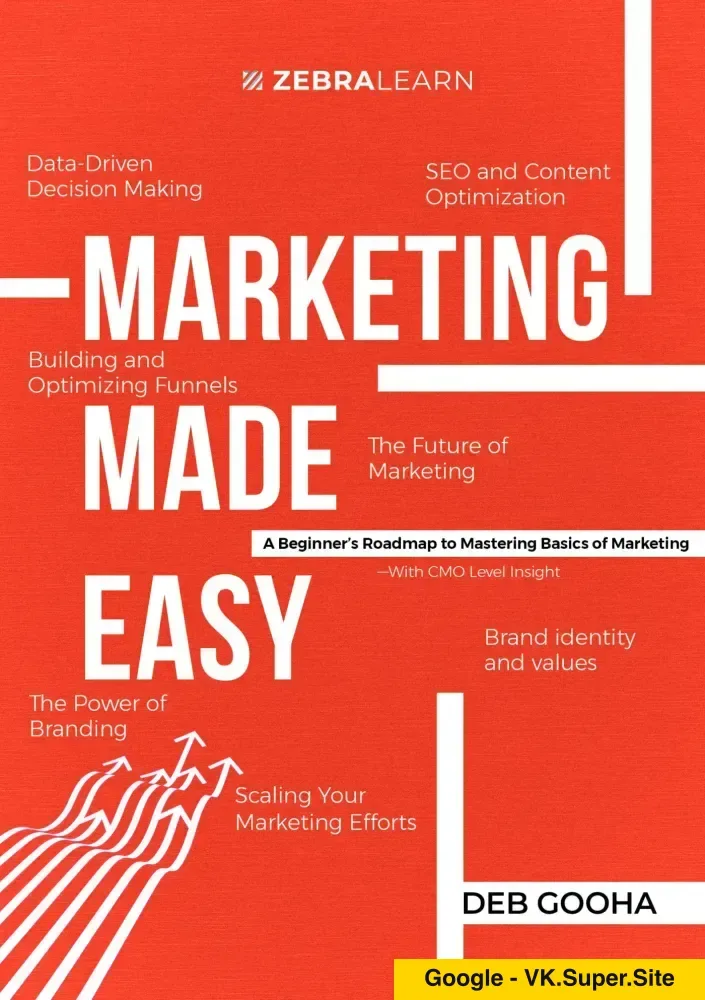 ZEBRALEARN
Data-Driven
Decision Making
SEO and Content
Optimization
MARKETING
Building and
Optimizing Funnels
MADE
The Future of
Marketing
A Beginner's Roadmap to Mastering Basics of Marketing
—With CMO Level Insight
EASY
Brand identity
and values
The Power of
Branding
Scaling Your
Marketing Efforts
DEB GOOHA
Google - VK.Super.Site